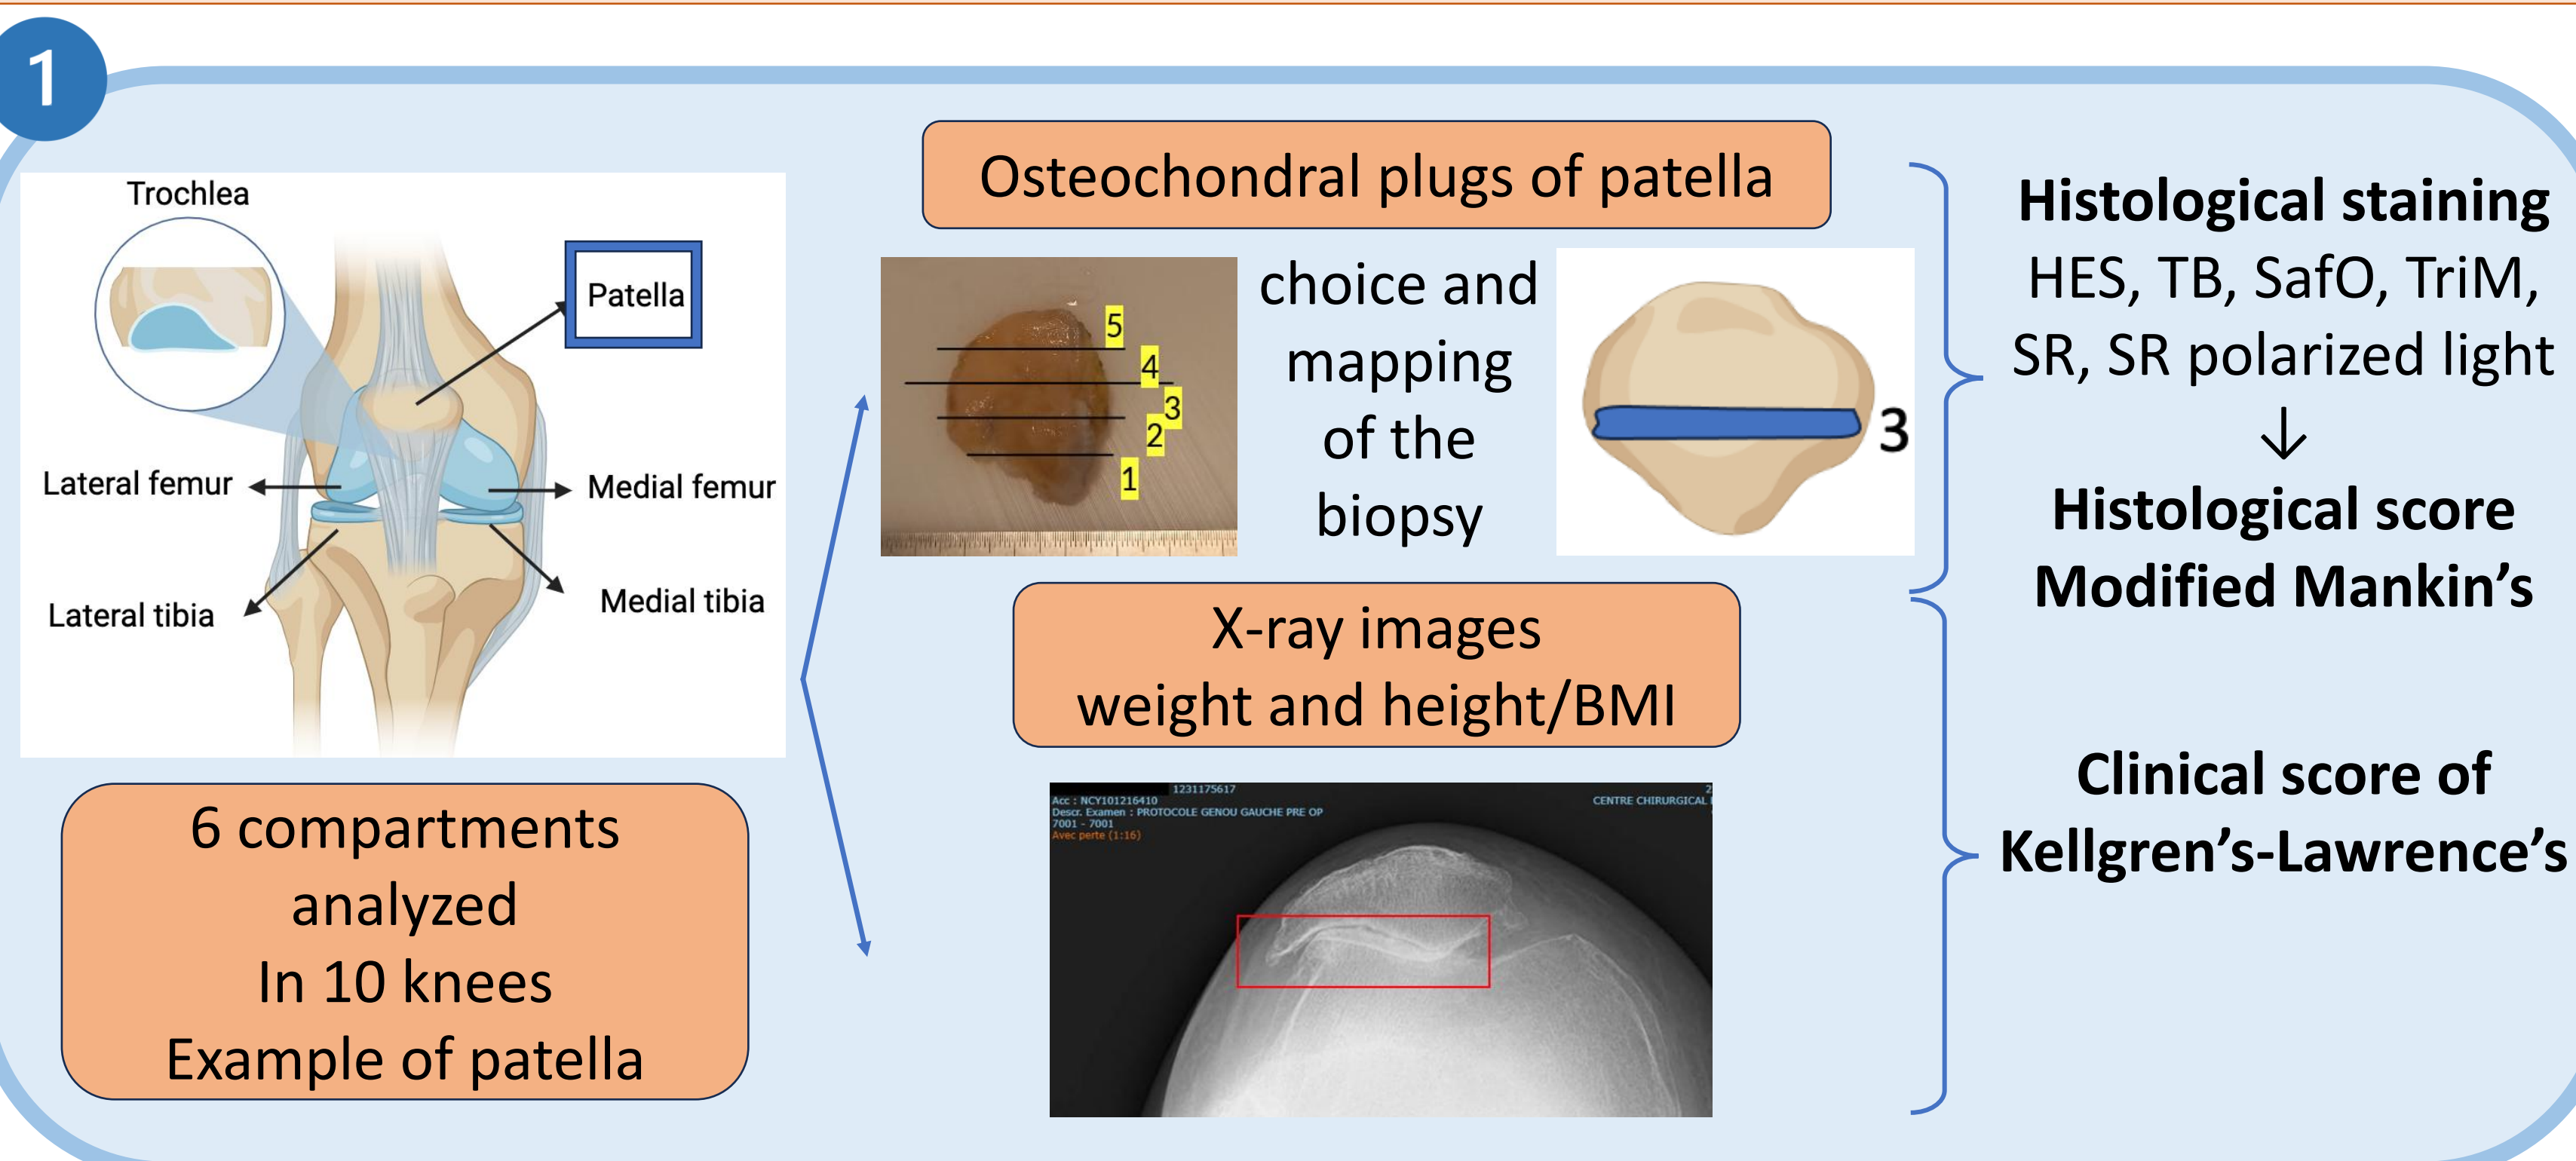 1
Trochlea
Patella
Lateral femur
Medial femur
Lateral tibia
Medial tibia
6 compartments
analyzed
In 10 knees
Example of patella
Osteochondral plugs of patella
5
4
3
2
1
choice and
mapping
of the
biopsy
3
X-ray images
weight and height/BMI
1231175617
2
Acc : NCY101216410
CENTRE CHIRURGICAL
Descr. Examen : PROTOCOLE GENOU GAUCHE PRE OP
7001 - 7001
Avec perte (1:16)
Histological staining
HES, TB, SafO, TriM,
SR, SR polarized light
↓
Histological score
Modified Mankin’s
Clinical score of
Kellgren’s-Lawrence’s